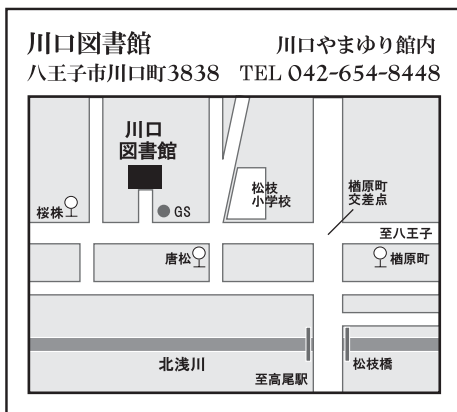 川口図書館 川口やまゆり館内
八王子市川口町3838 TEL 042-654-8448
川口
図書館
桜株
GS
松枝
小学校
楢原町
交差点
至八王子
唐松
楢原町
北浅川
至高尾駅
松枝橋